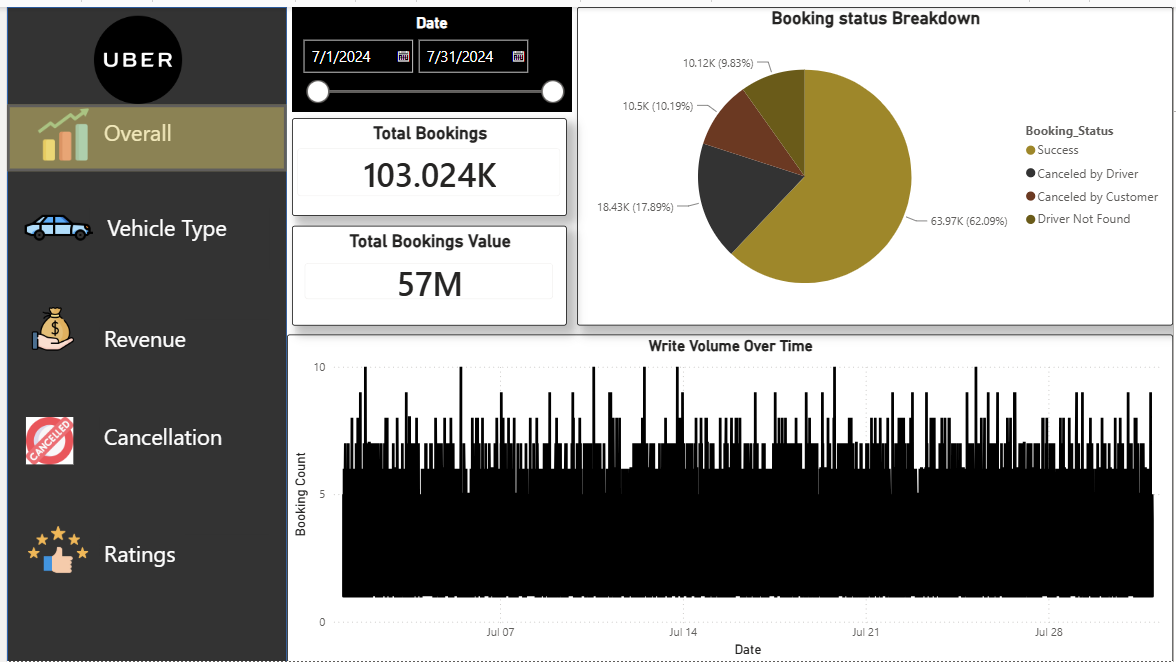 UBER
Overall
Vehicle Type
Revenue
CANCELLED
Cancellation
Ratings
Date
7/1/2024
7/31/2024
Total Bookings
103.024K
Total Bookings Value
57M
Booking status Breakdown
10.12K (9.83%)
10.5K (10.19%)
18.43K (17.89%)
63.97K (62.09%)
Booking_Status
Success
Canceled by Driver
Canceled by Customer
Driver Not Found
Write Volume Over Time
Booking Count
10
5
0
Jul 07
Jul 14
Jul 21
Jul 28
Date